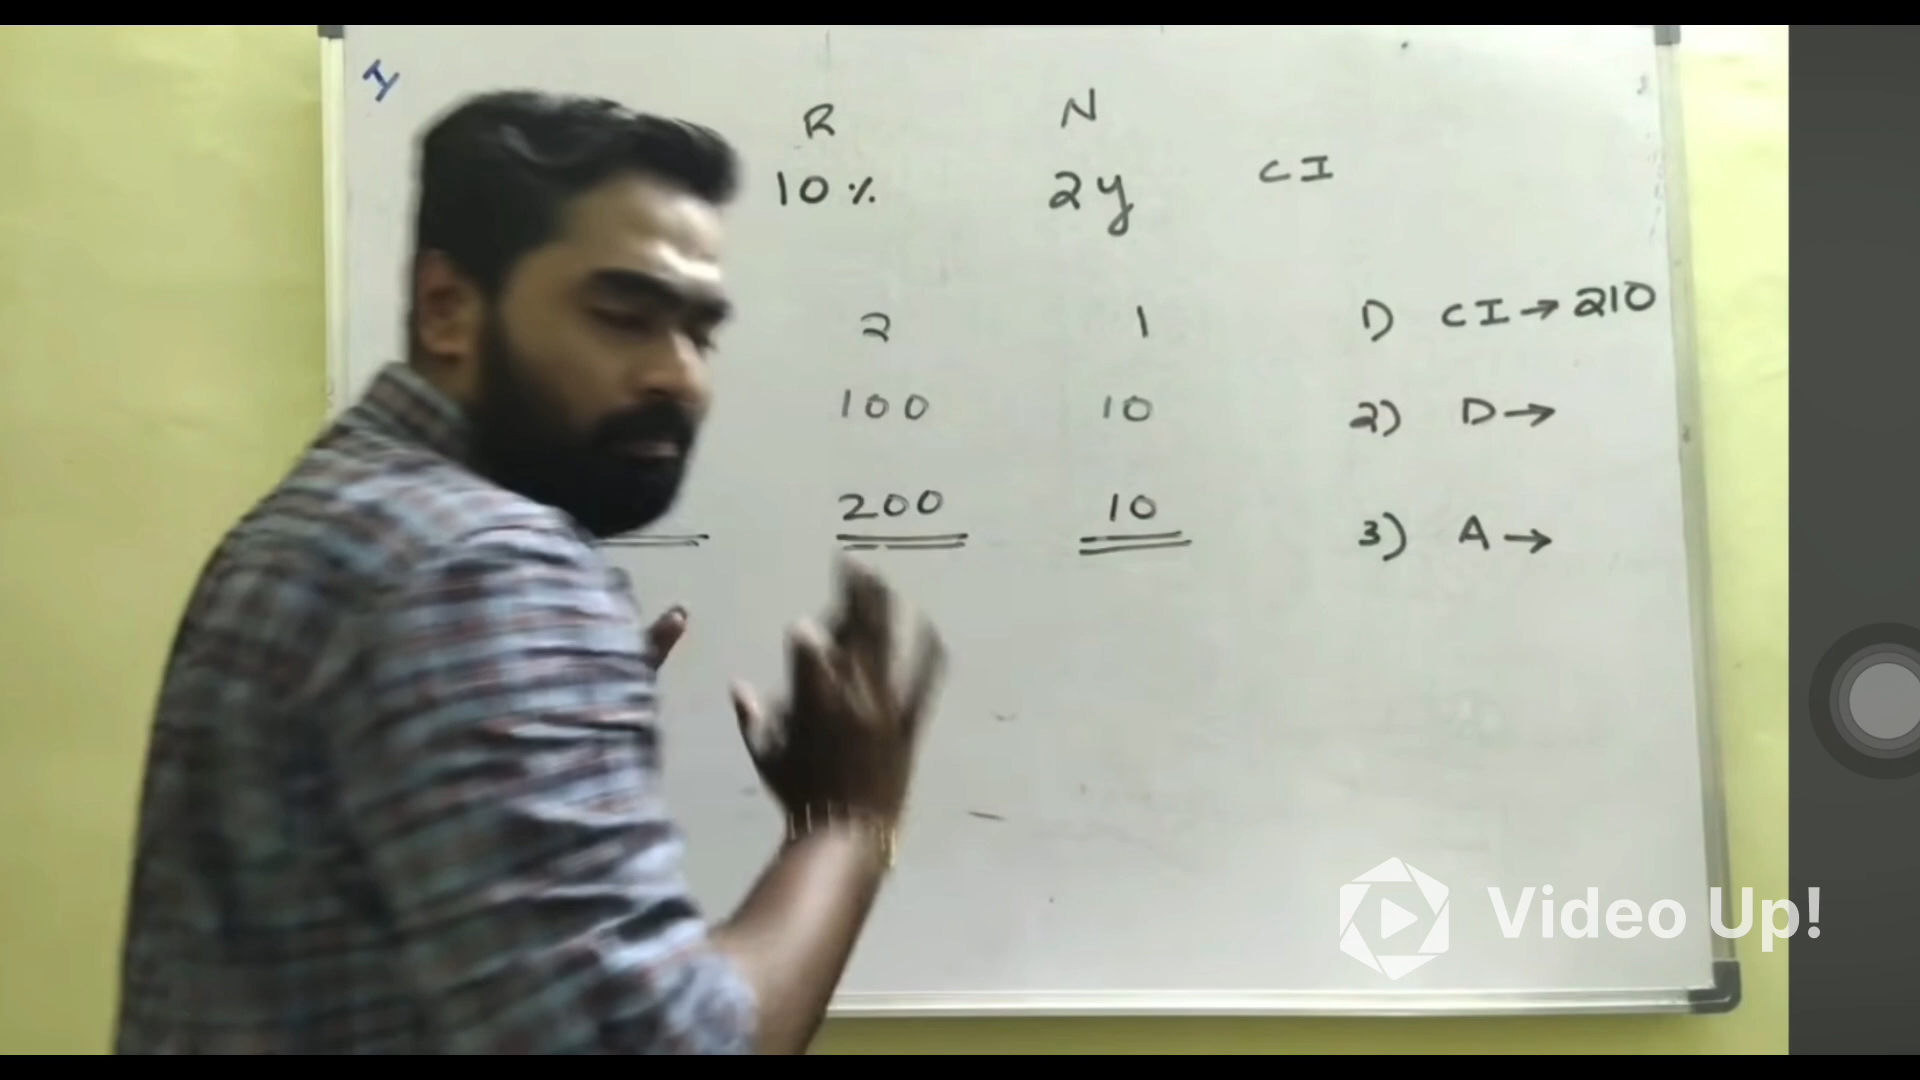 I
R N
10% 2y CI
2 1 1) CI → 210
100 10 2) D →
200 10 3) A →
Video Up!